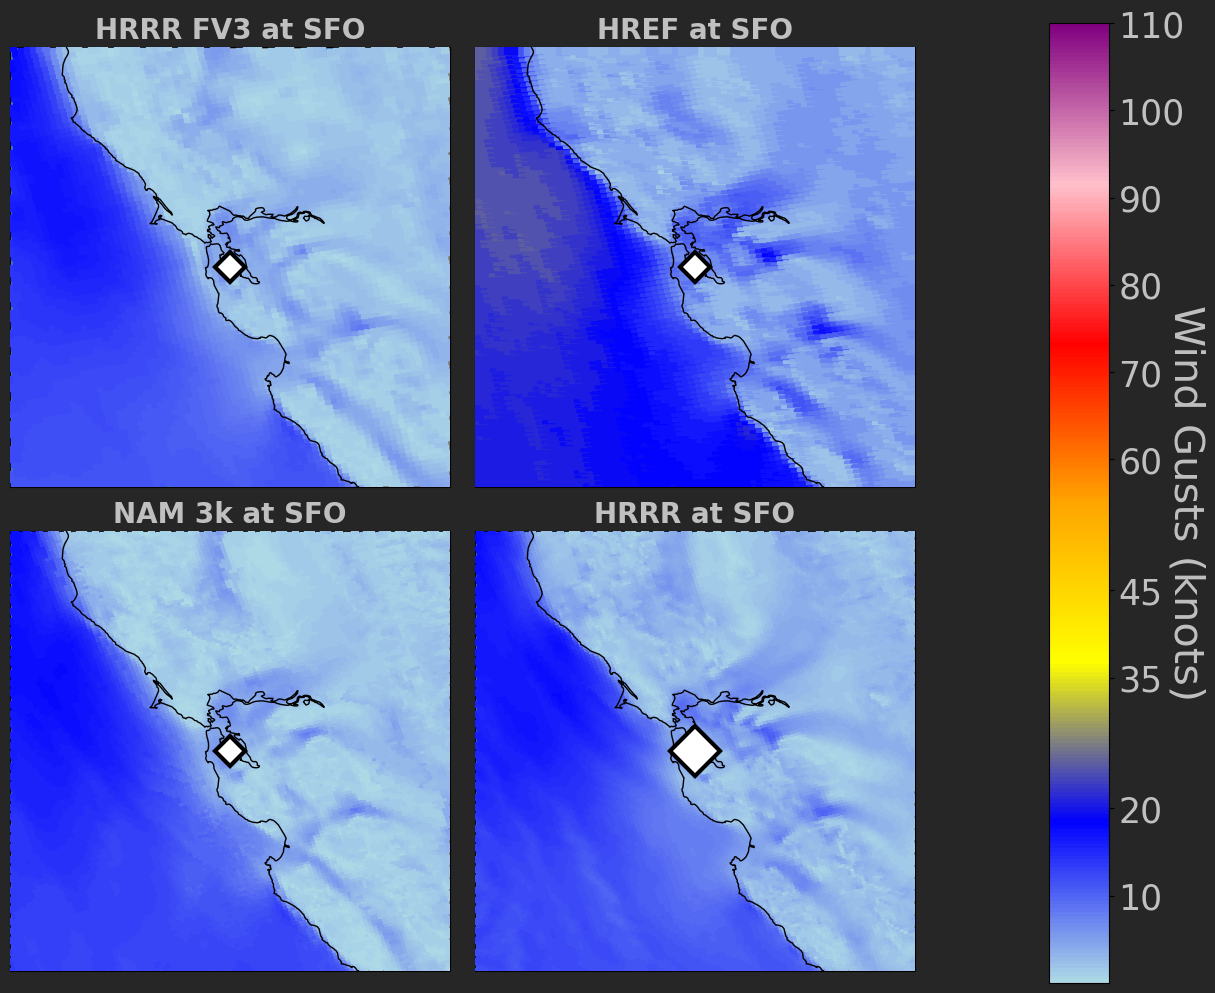 HRRR FV3 at SFO
HREF at SFO
NAM 3k at SFO
HRRR at SFO
110
100
90
80
70
60
45
35
20
10
Wind Gusts (knots)